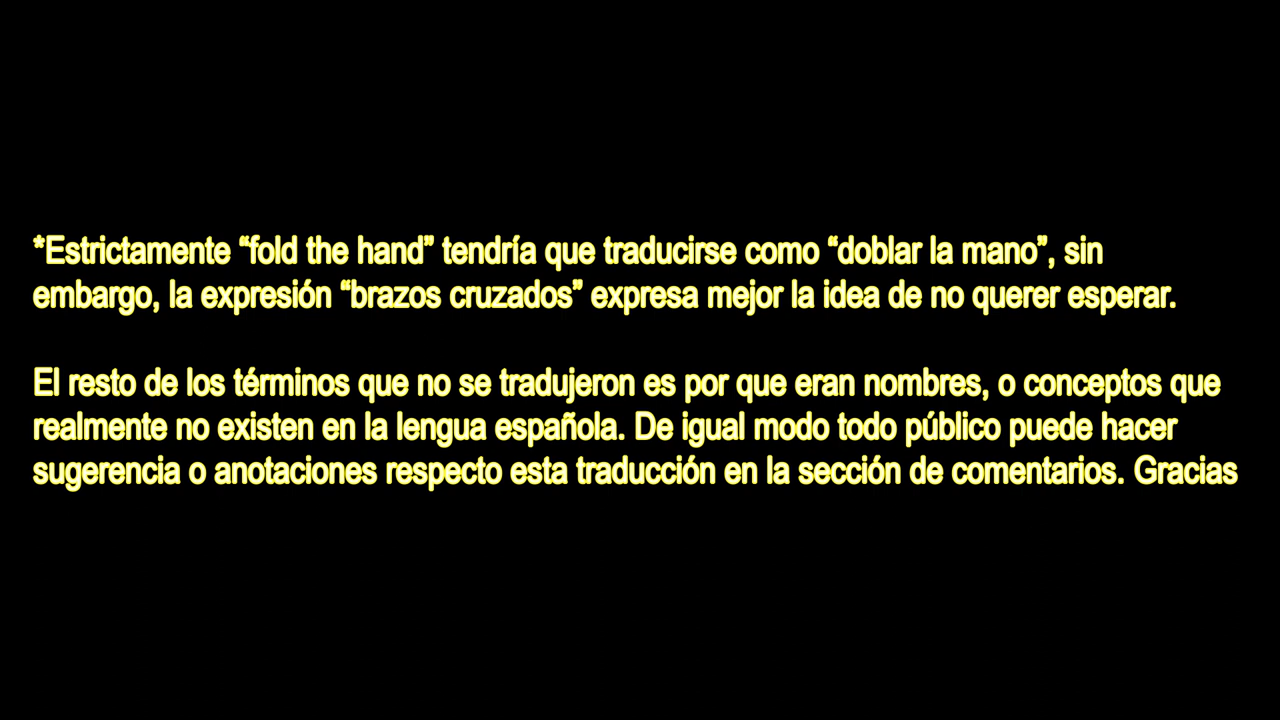 *Estrictamente “fold the hand” tendría que traducirse como “doblar la mano”, sin
embargo, la expresión “brazos cruzados” expresa mejor la idea de no querer esperar.
El resto de los términos que no se tradujeron es por que eran nombres, o conceptos que
realmente no existen en la lengua española. De igual modo todo público puede hacer
sugerencia o anotaciones respecto esta traducción en la sección de comentarios. Gracias